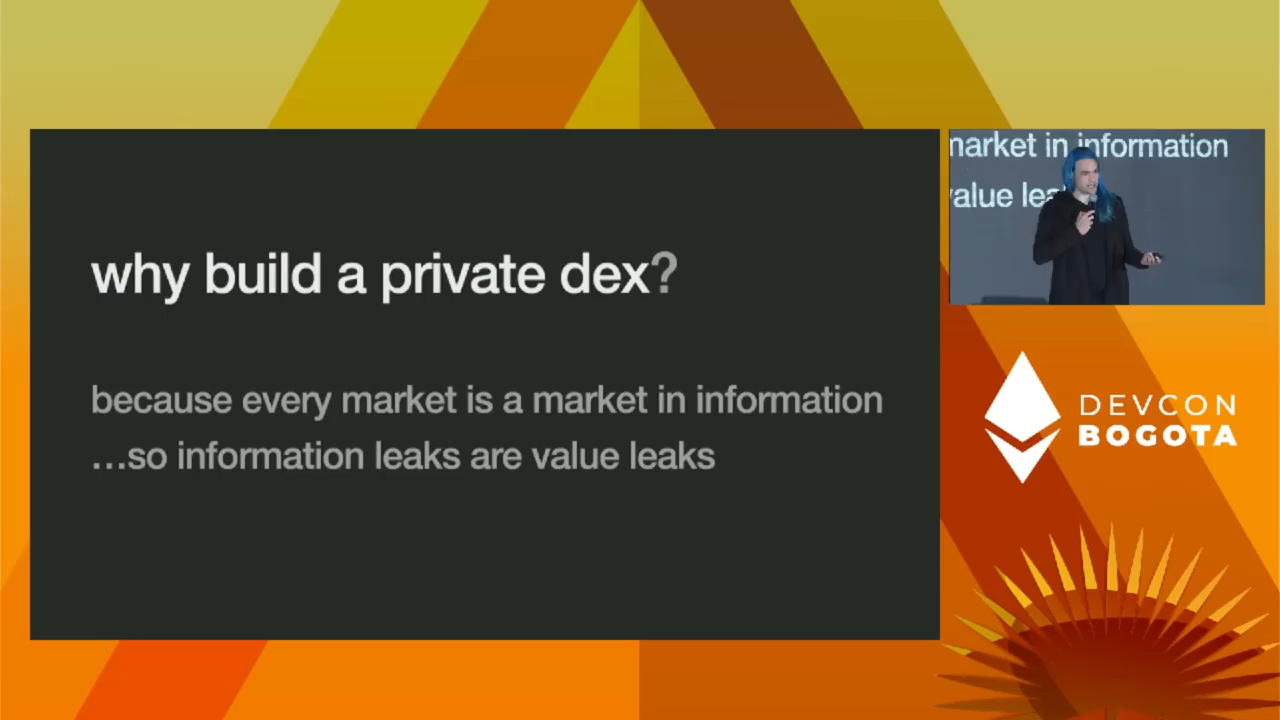 why build a private dex?
because every market is a market in information
…so information leaks are value leaks
market in information
value lea
DEVCON
BOGOTA